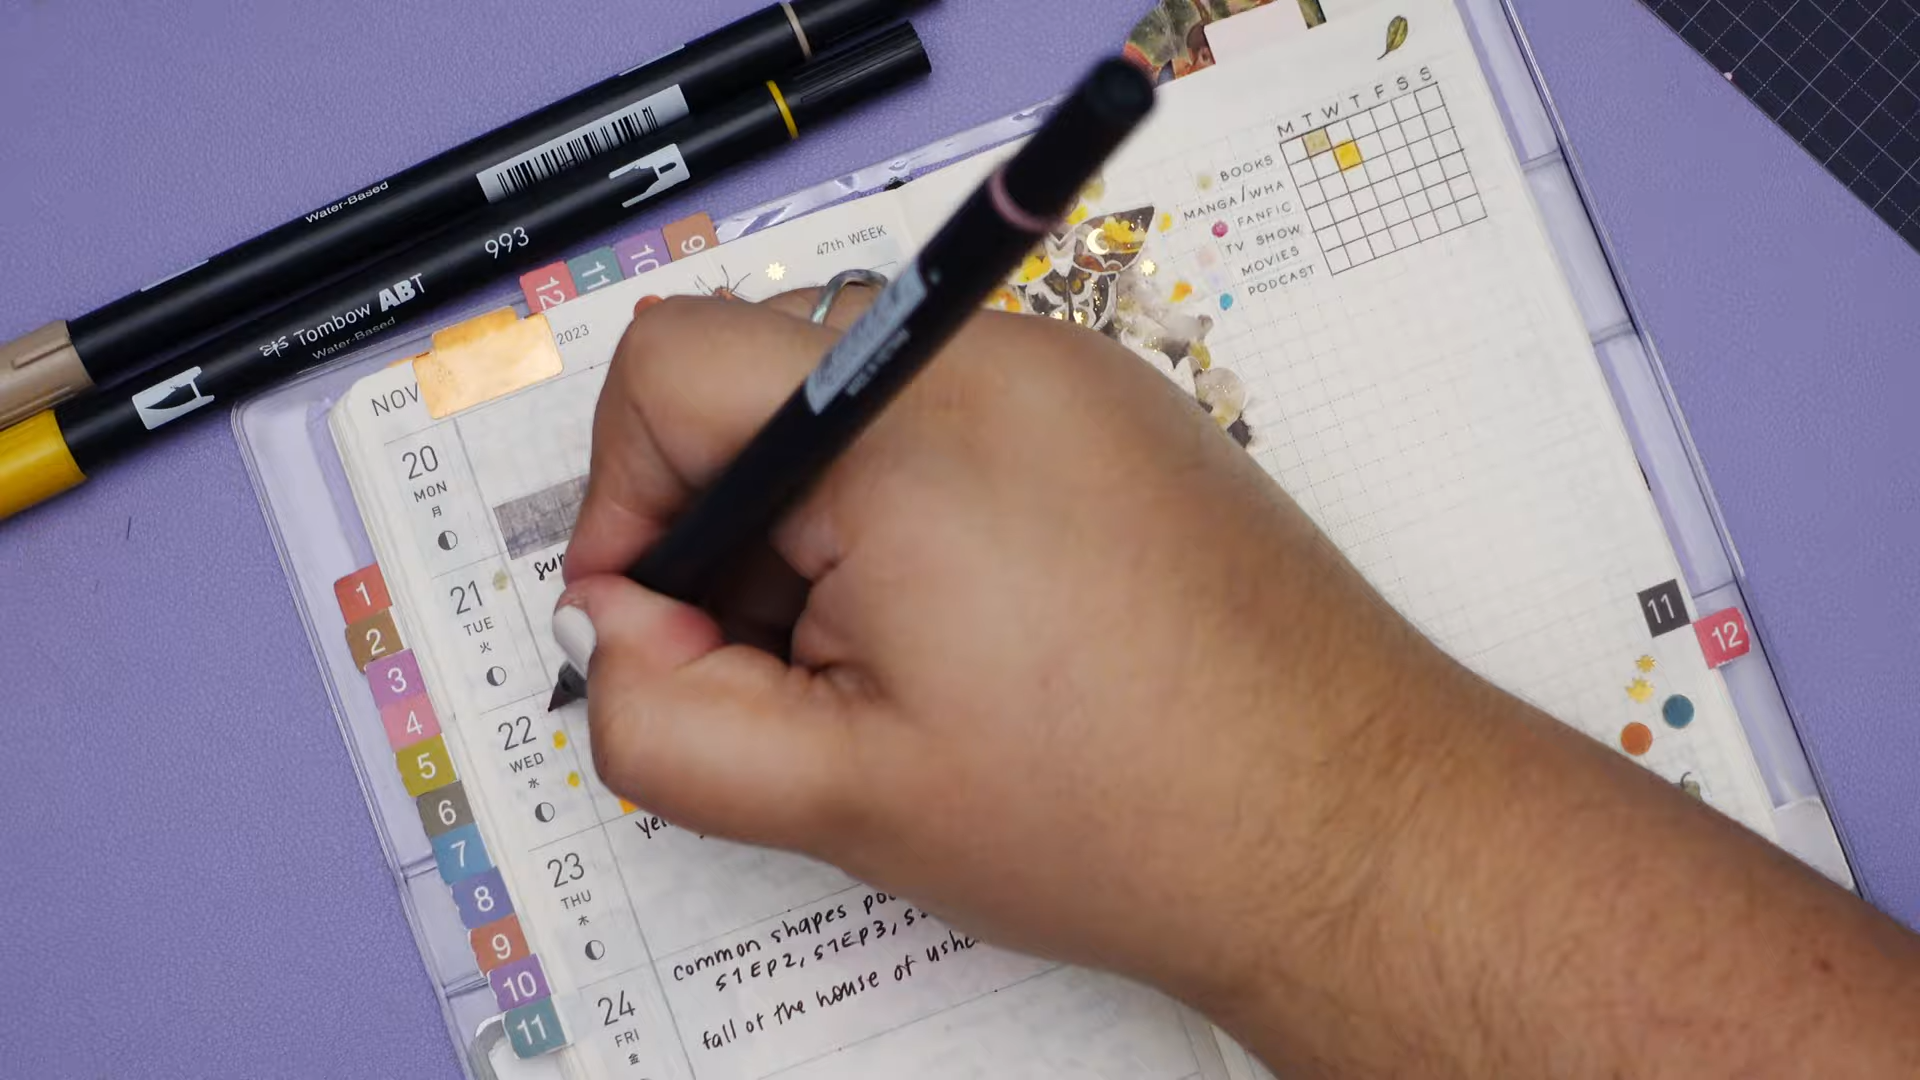 Water-Based
993
Tombow ABT
Water-Based
9
10
11
12
47th WEEK
2023
NOV
20
MON
月
21
TUE
火
22
WED
水
23
THU
木
24
FRI
金
common shapes
S1EP2, S1EP3,
fall of the house of
1
2
3
4
5
6
7
8
9
10
11
M T W T F S S
BOOKS
MANGA/WHA
FANFIC
TV SHOW
MOVIES
PODCAST
11
12